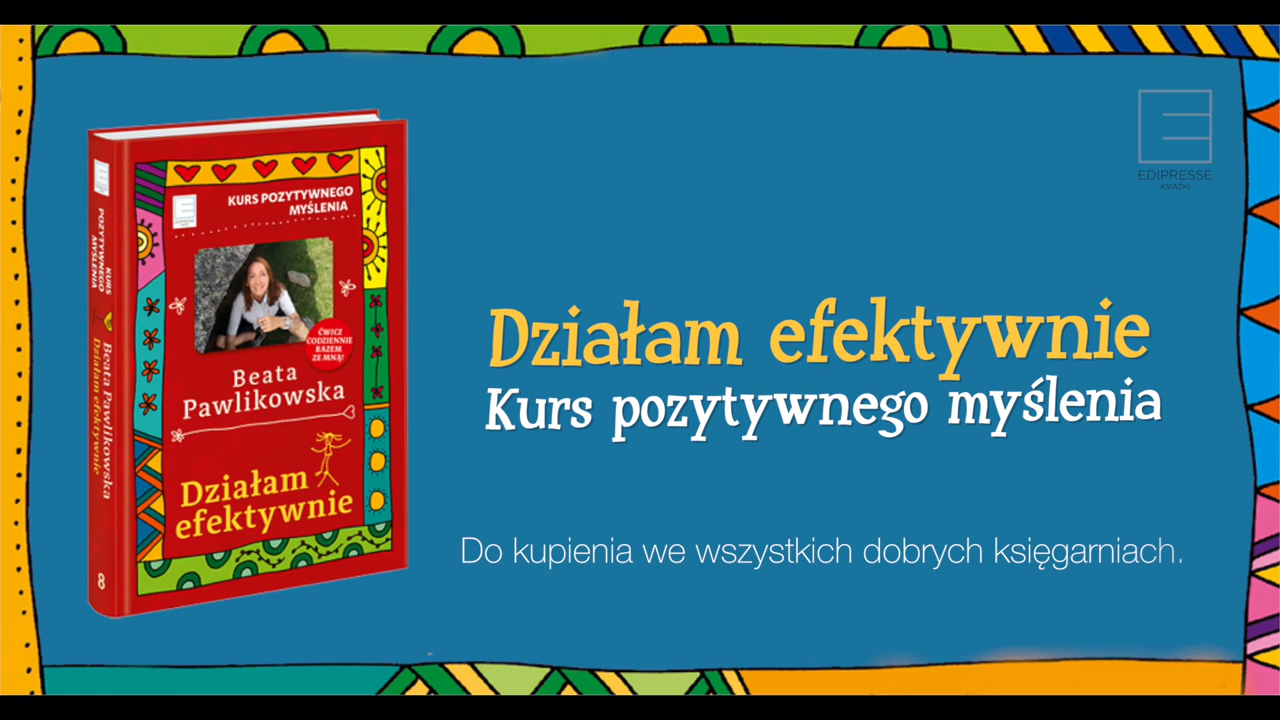 KURS
POZYTYWNEGO
MYŚLENIA
Beata Pawlikowska
Działam efektywnie
8
KURS POZYTYWNEGO
MYŚLENIA
EDIPRESSE
ĆWICZ
CODZIENNIE
RAZEM
ZE MNĄ!
Beata
Pawlikowska
Działam
efektywnie
EDIPRESSE
KSIĄŻKI
Działam efektywnie
Kurs pozytywnego myślenia
Do kupienia we wszystkich dobrych księgarniach.